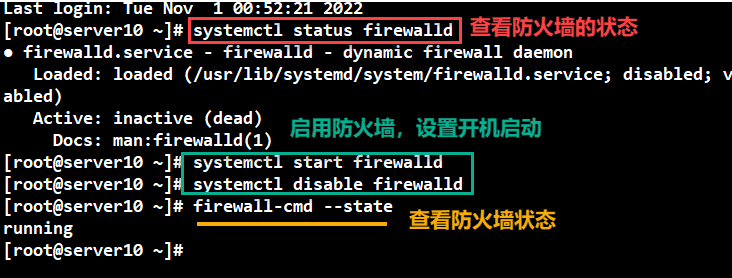 Last login: Tue Nov  1 00:52:21 2022
[root@server10 ~]# systemctl status firewalld 查看防火墙的状态
● firewalld.service - firewalld - dynamic firewall daemon
   Loaded: loaded (/usr/lib/systemd/system/firewalld.service; disabled; v
abled)
   Active: inactive (dead)
     Docs: man:firewalld(1)
启用防火墙，设置开机启动
[root@server10 ~]# systemctl start firewalld
[root@server10 ~]# systemctl disable firewalld
[root@server10 ~]# firewall-cmd --state
查看防火墙状态
running
[root@server10 ~]#